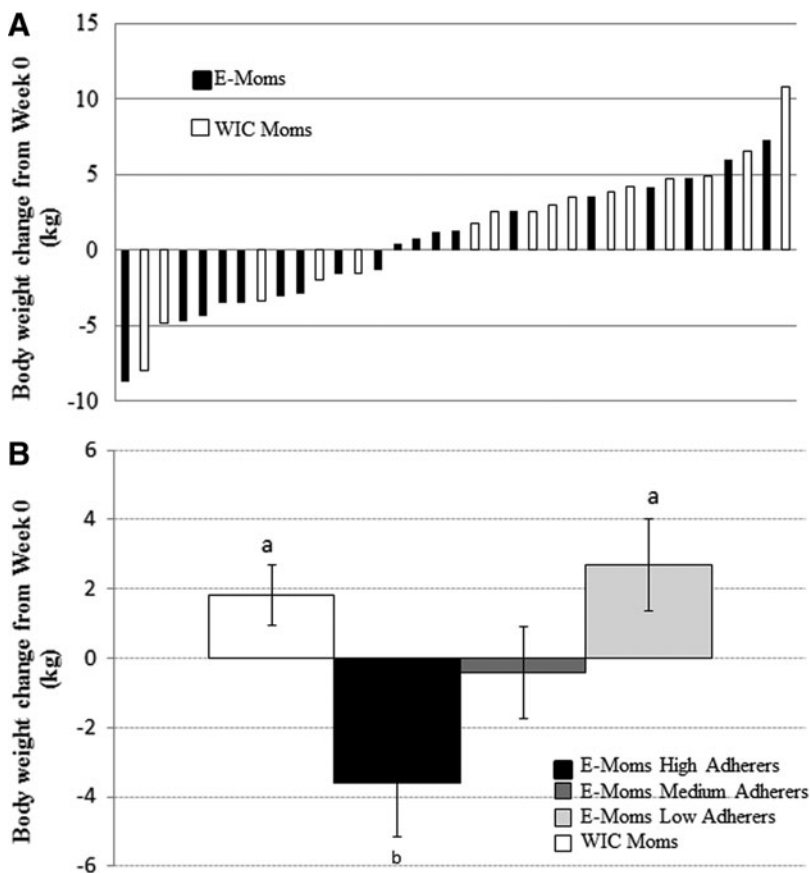 A
Body weight change from Week 0
(kg)
15
10
5
0
-5
-10
E-Moms
WIC Moms
B
Body weight change from Week 0
(kg)
6
4
2
0
-2
-4
-6
a
a
b
E-Moms High Adherers
E-Moms Medium Adherers
E-Moms Low Adherers
WIC Moms